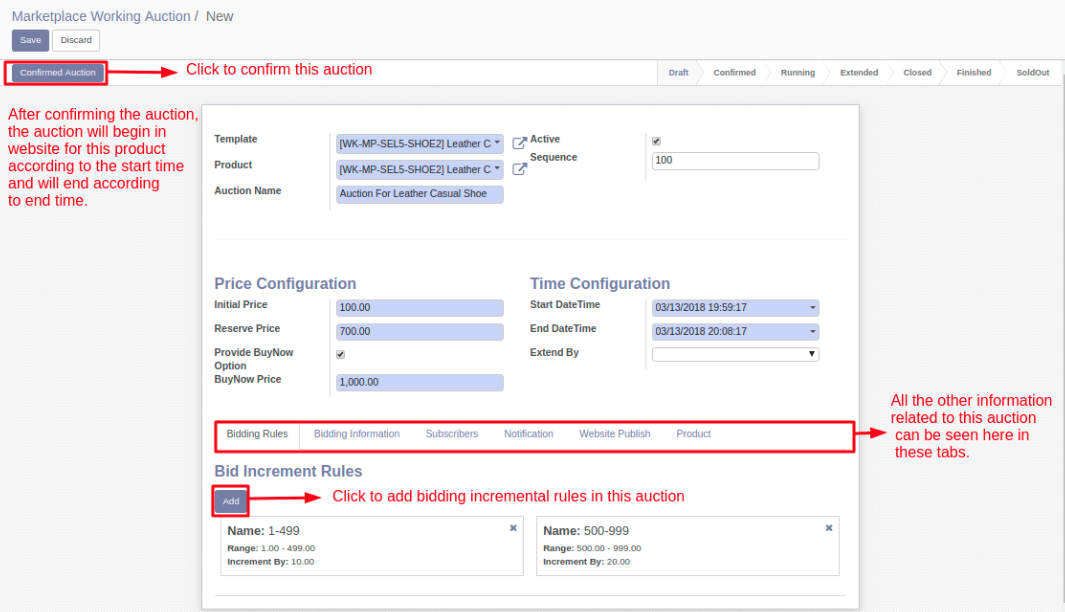 Marketplace Working Auction / New
Save Discard
Confirmed Auction Click to confirm this auction Draft Confirmed Running Extended Closed Finished SoldOut
After confirming the auction,
the auction will begin in
website for this product
according to the start time
and will end according
to end time.
Template [WK-MP-SEL5-SHOE2] Leather C Active
Product [WK-MP-SEL5-SHOE2] Leather C Sequence 100
Auction Name Auction For Leather Casual Shoe
Price Configuration Time Configuration
Initial Price 100.00 Start DateTime 03/13/2018 19:59:17
Reserve Price 700.00 End DateTime 03/13/2018 20:08:17
Provide BuyNow Extend By
Option
BuyNow Price 1,000.00
All the other information
related to this auction
can be seen here in
these tabs.
Bidding Rules Bidding Information Subscribers Notification Website Publish Product
Bid Increment Rules
Add Click to add bidding incremental rules in this auction
Name: 1-499 Name: 500-999
Range: 1.00 - 499.00 Range: 500.00 - 999.00
Increment By: 10.00 Increment By: 20.00